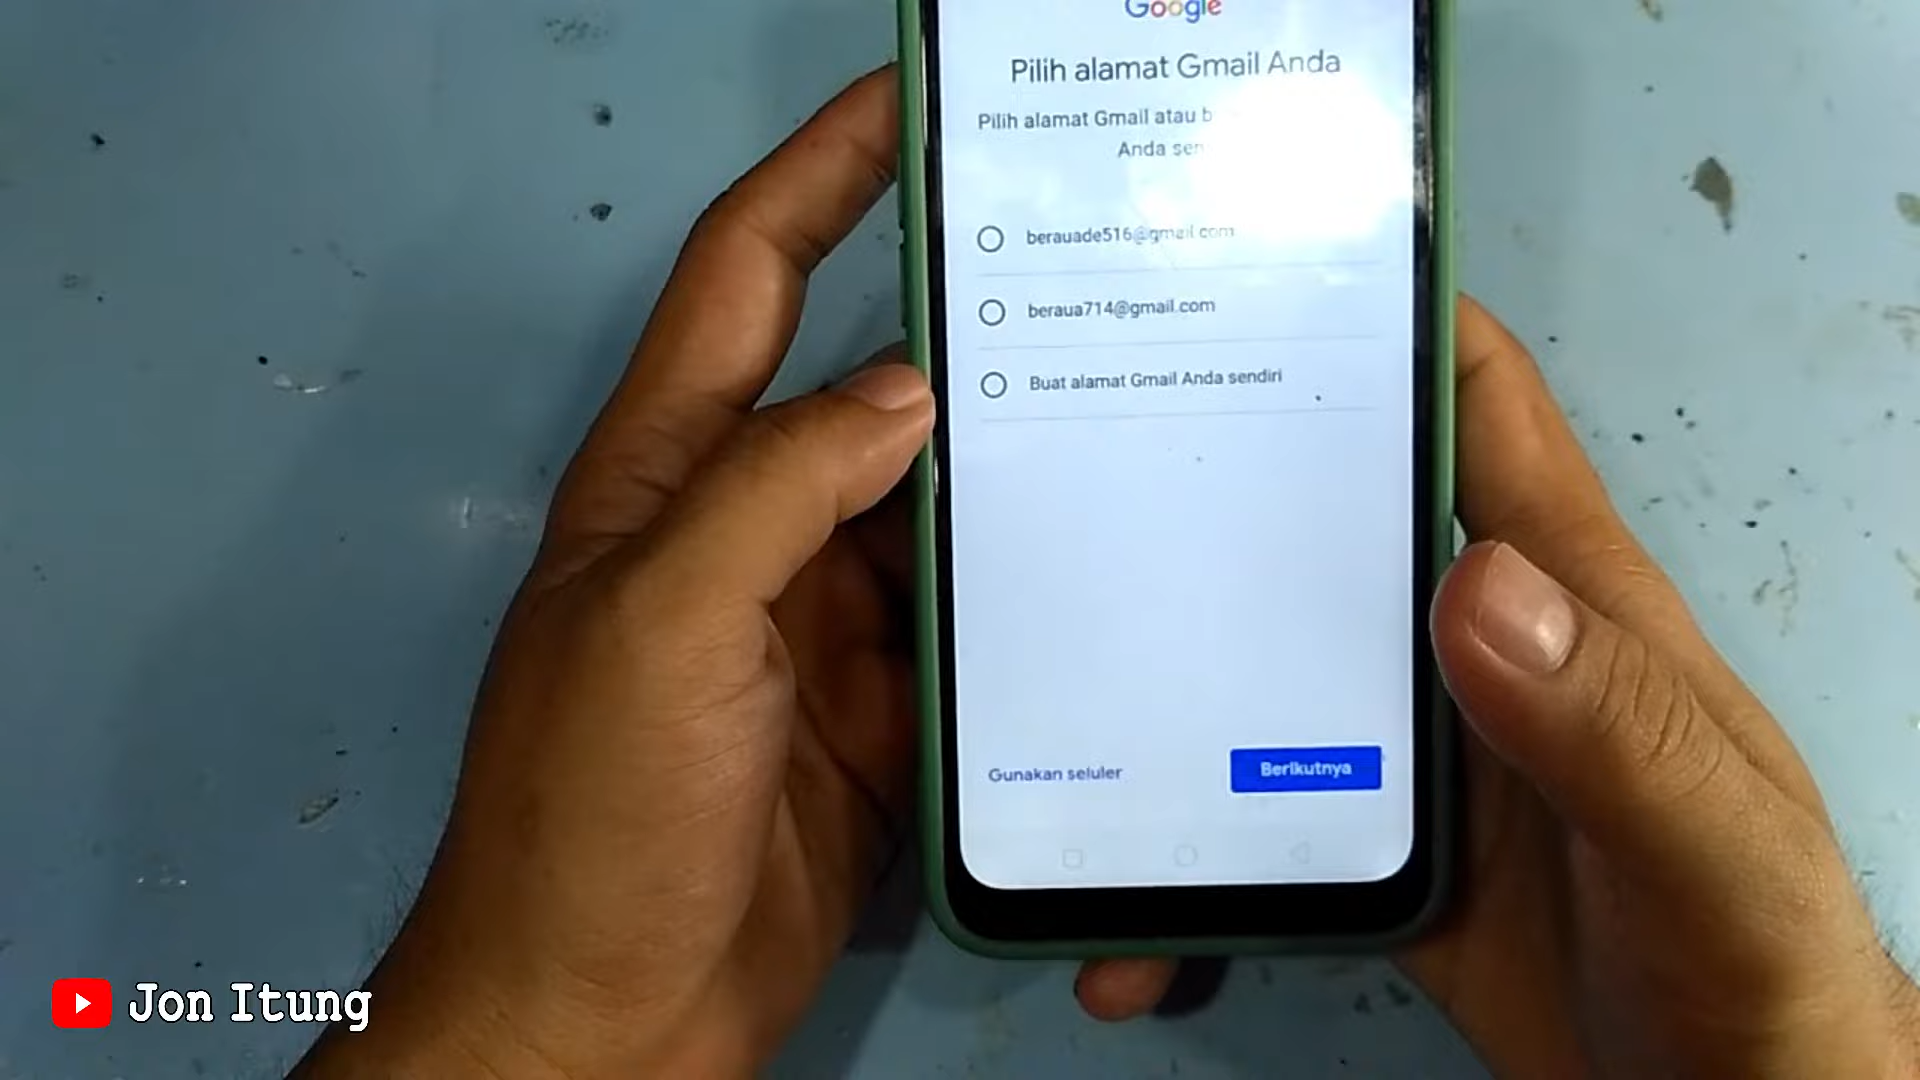 Google
Pilih alamat Gmail Anda
Pilih alamat Gmail atau
Anda
berauade516@gmail.com
beraua714@gmail.com
Buat alamat Gmail Anda sendiri
Gunakan seluler
Berikutnya
Jon Itung